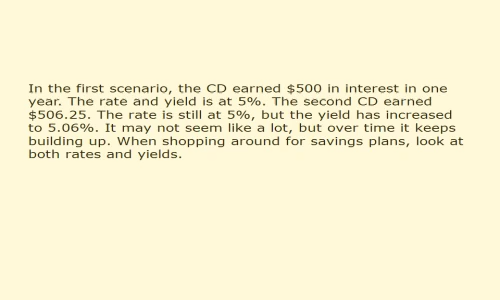 In the first scenario, the CD earned $500 in interest in one
year. The rate and yield is at 5%. The second CD earned
$506.25. The rate is still at 5%, but the yield has increased
to 5.06%. It may not seem like a lot, but over time it keeps
building up. When shopping around for savings plans, look at
both rates and yields.